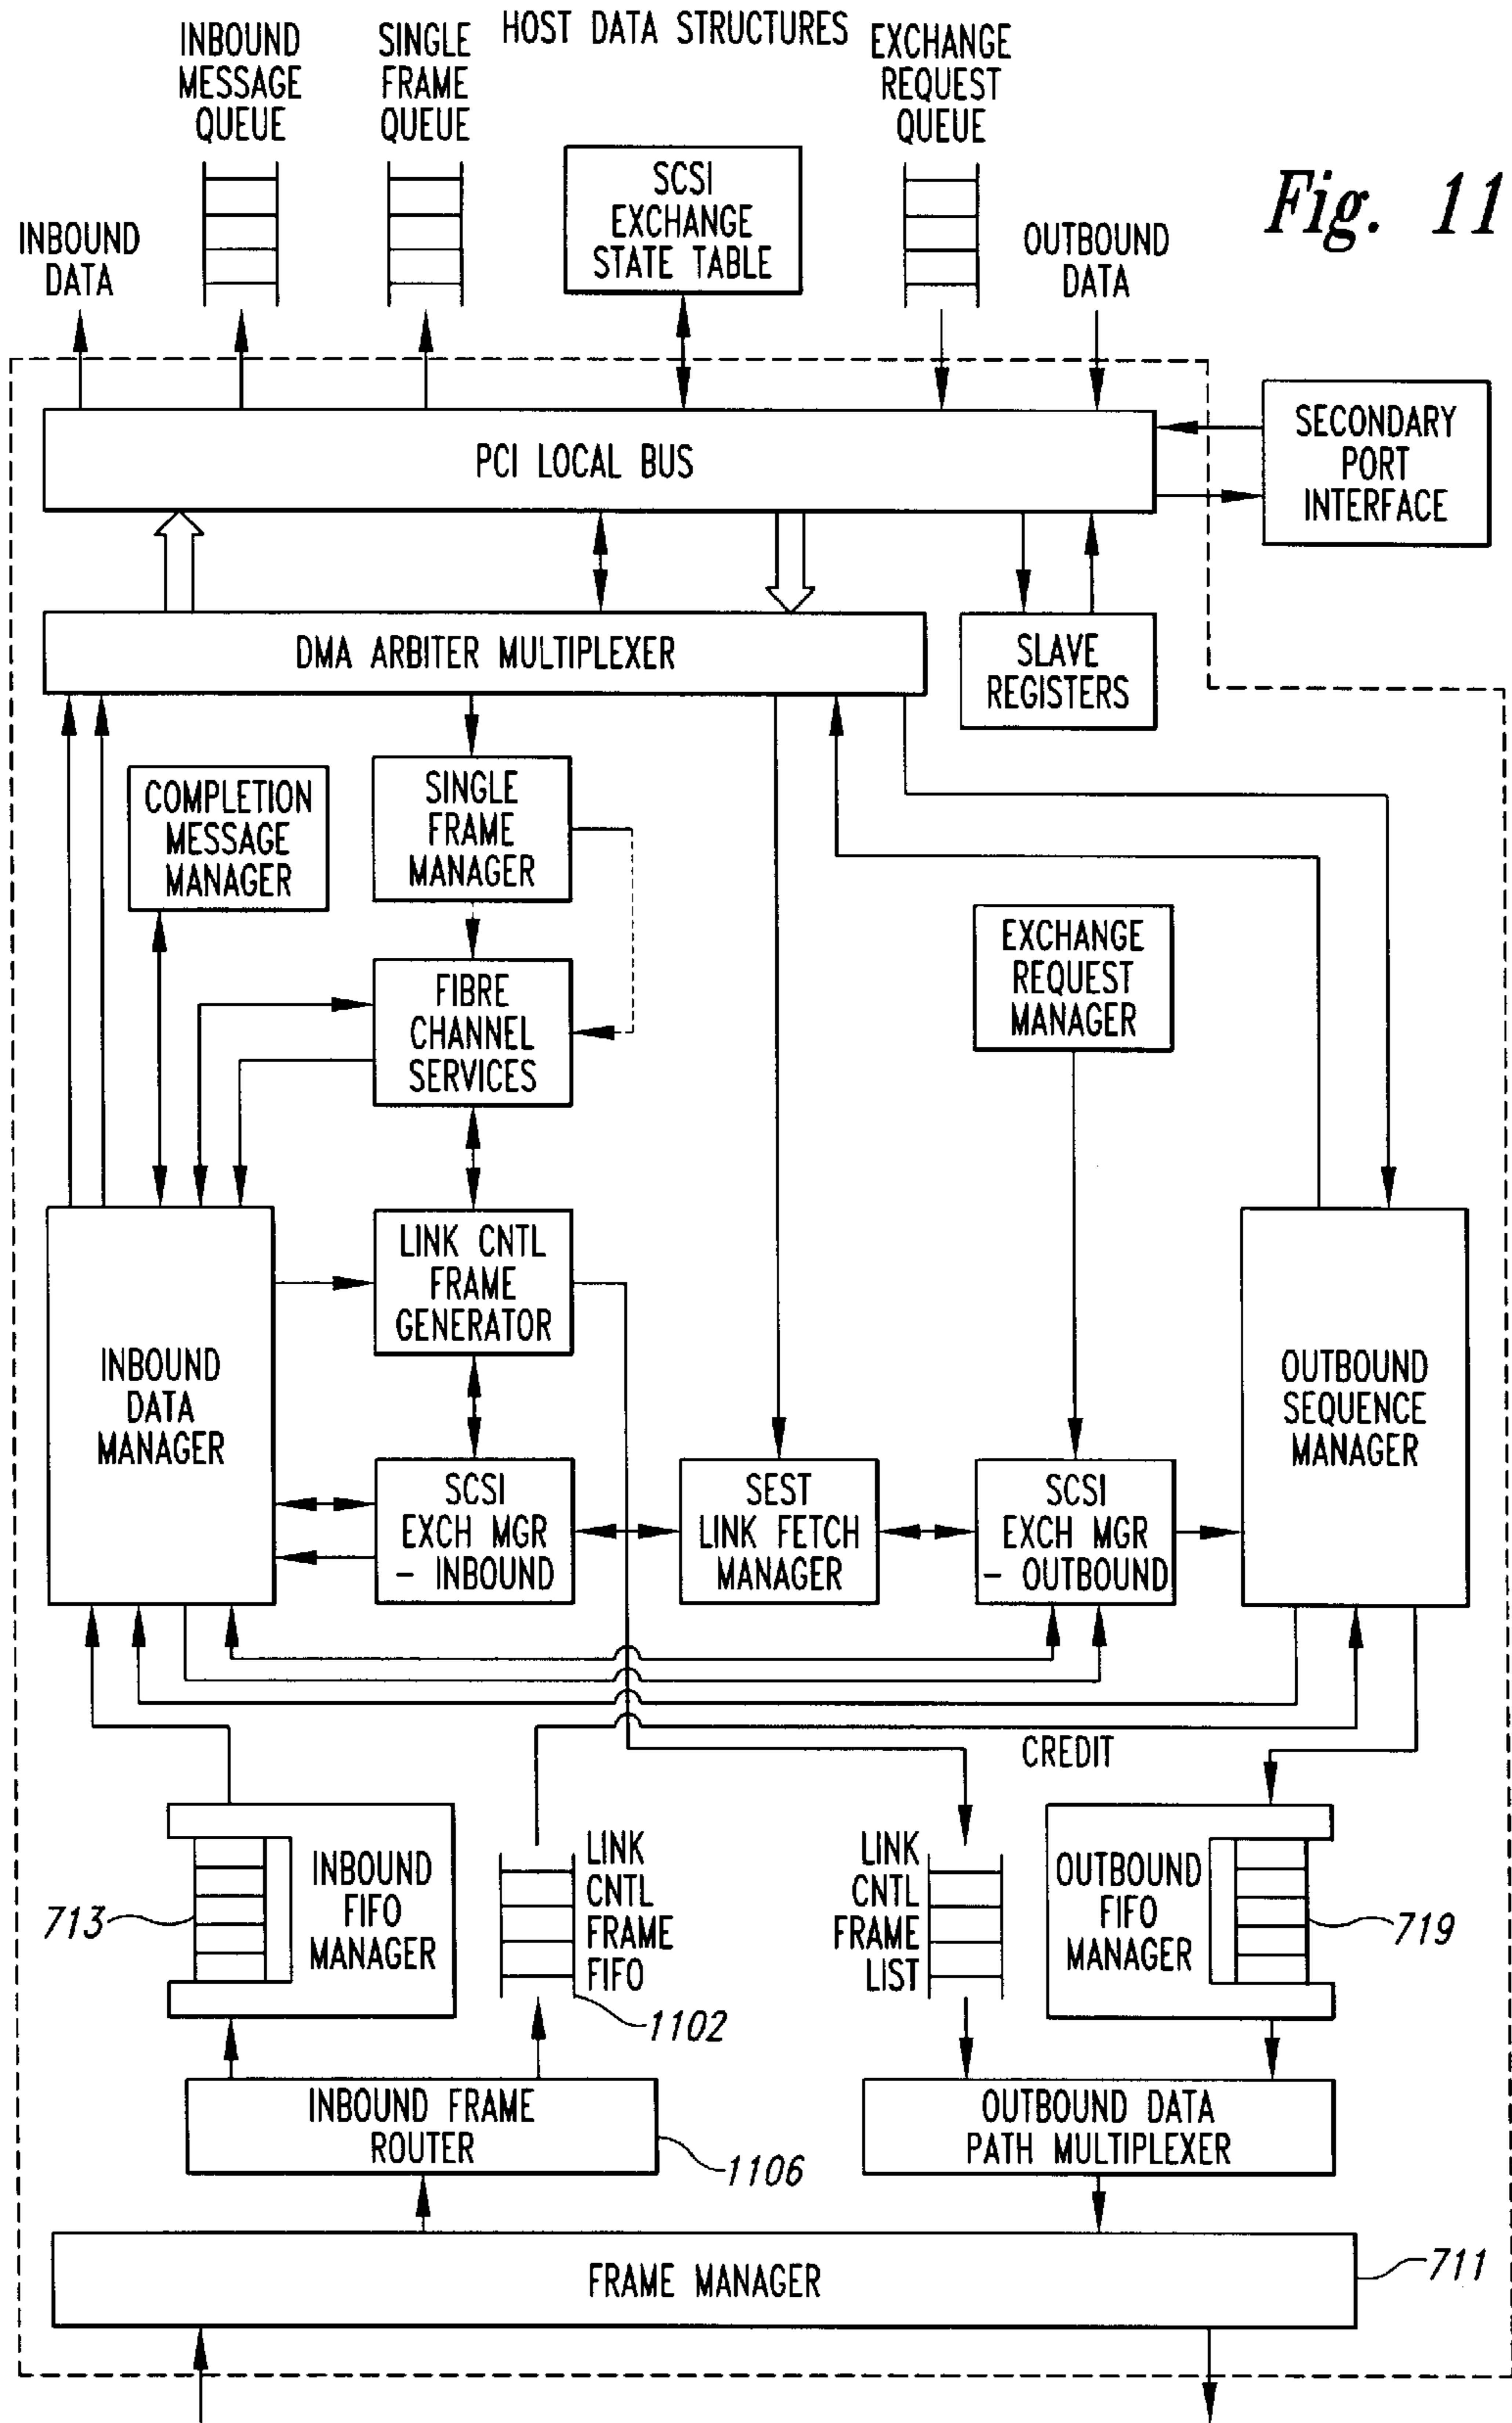 HOST DATA STRUCTURES
INBOUND
MESSAGE
QUEUE
SINGLE
FRAME
QUEUE
EXCHANGE
REQUEST
QUEUE
SCSI
EXCHANGE
STATE TABLE
Fig. 11
INBOUND
DATA
OUTBOUND
DATA
PCI LOCAL BUS
SECONDARY
PORT
INTERFACE
DMA ARBITER MULTIPLEXER
SLAVE
REGISTERS
COMPLETION
MESSAGE
MANAGER
SINGLE
FRAME
MANAGER
EXCHANGE
REQUEST
MANAGER
FIBRE
CHANNEL
SERVICES
LINK CNTL
FRAME
GENERATOR
INBOUND
DATA
MANAGER
OUTBOUND
SEQUENCE
MANAGER
SCSI
EXCH MGR
- INBOUND
SEST
LINK FETCH
MANAGER
SCSI
EXCH MGR
- OUTBOUND
CREDIT
713
INBOUND
FIFO
MANAGER
LINK
CNTL
FRAME
FIFO
1102
LINK
CNTL
FRAME
LIST
OUTBOUND
FIFO
MANAGER
719
INBOUND FRAME
ROUTER
1106
OUTBOUND DATA
PATH MULTIPLEXER
FRAME MANAGER
711